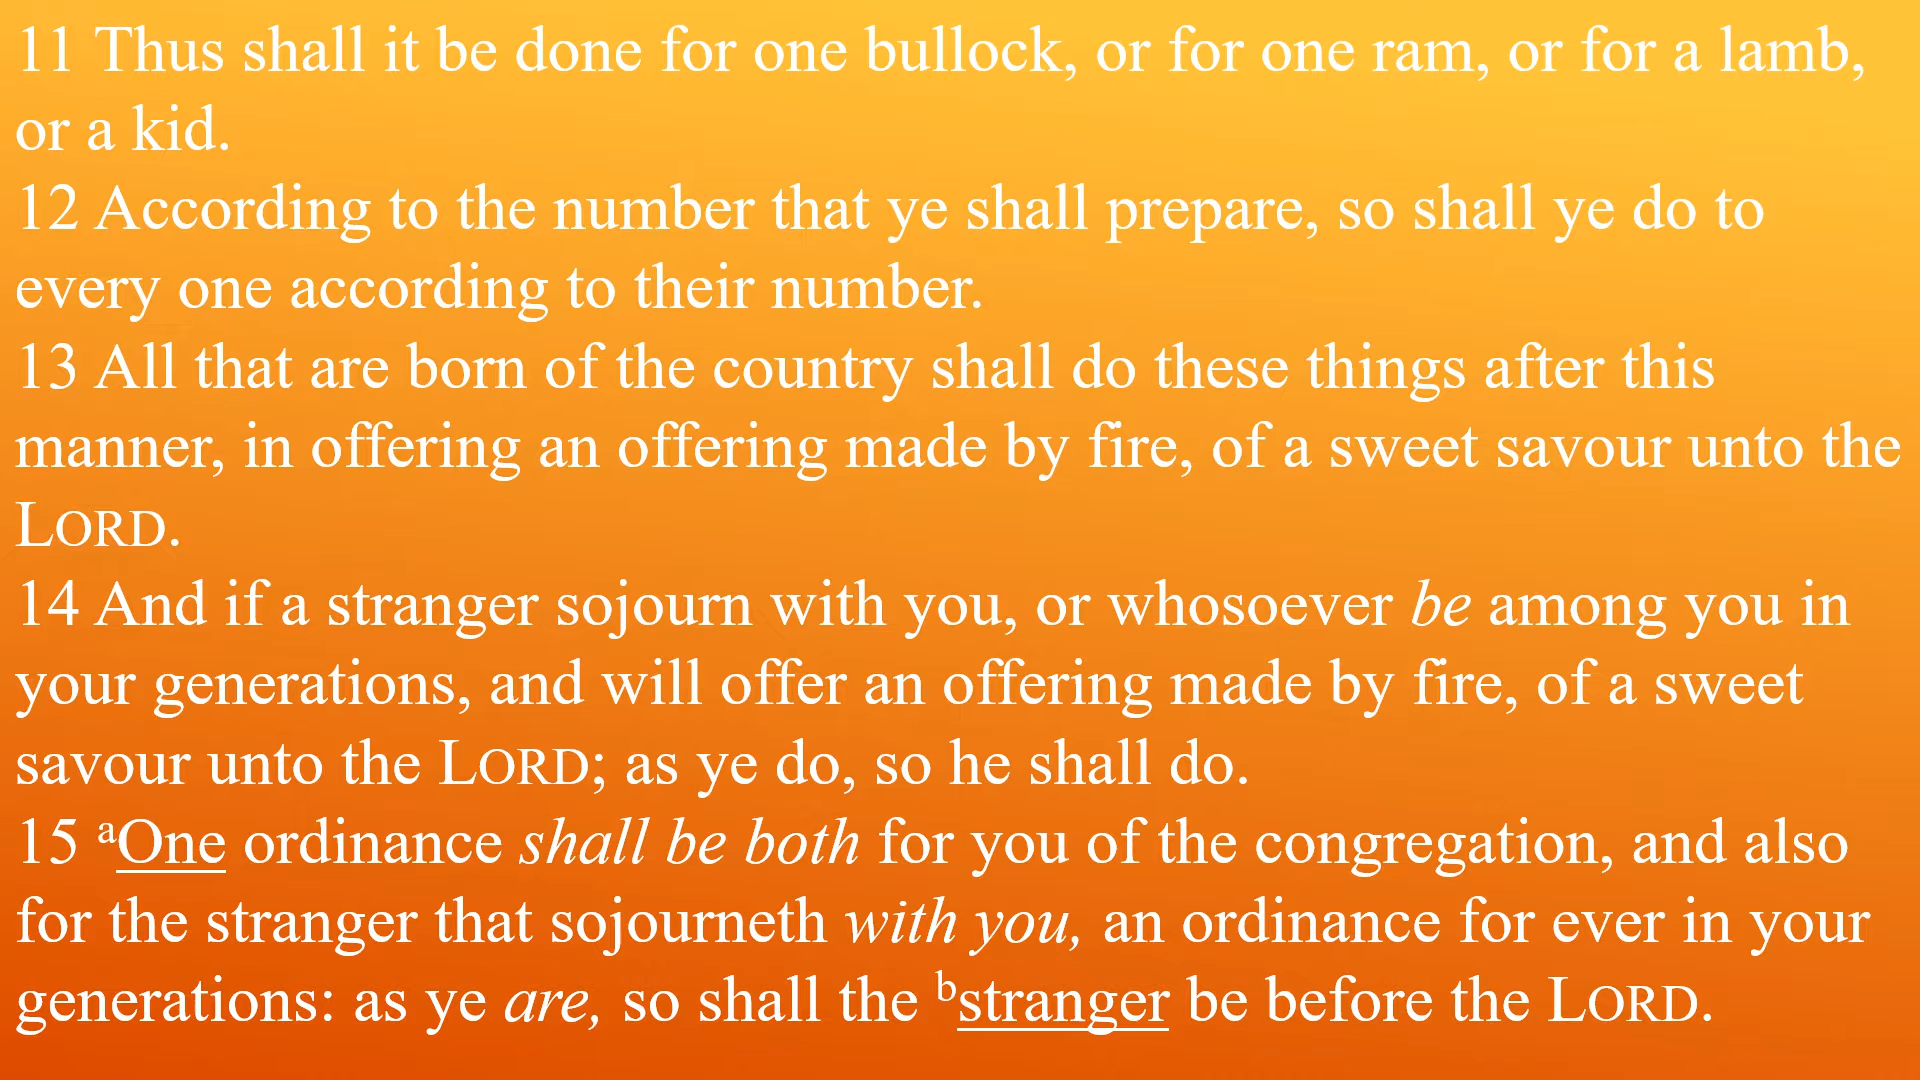 11 Thus shall it be done for one bullock, or for one ram, or for a lamb,
or a kid.
12 According to the number that ye shall prepare, so shall ye do to
every one according to their number.
13 All that are born of the country shall do these things after this
manner, in offering an offering made by fire, of a sweet savour unto the
LORD.
14 And if a stranger sojourn with you, or whosoever be among you in
your generations, and will offer an offering made by fire, of a sweet
savour unto the LORD; as ye do, so he shall do.
15 aOne ordinance shall be both for you of the congregation, and also
for the stranger that sojourneth with you, an ordinance for ever in your
generations: as ye are, so shall the bstranger be before the LORD.